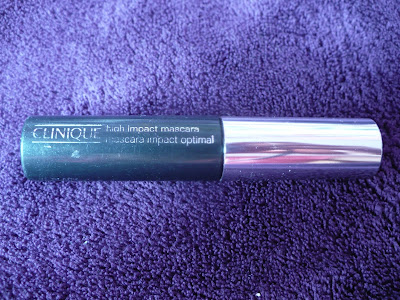 CLINIQUE
high impact mascara
mascara impact optimal